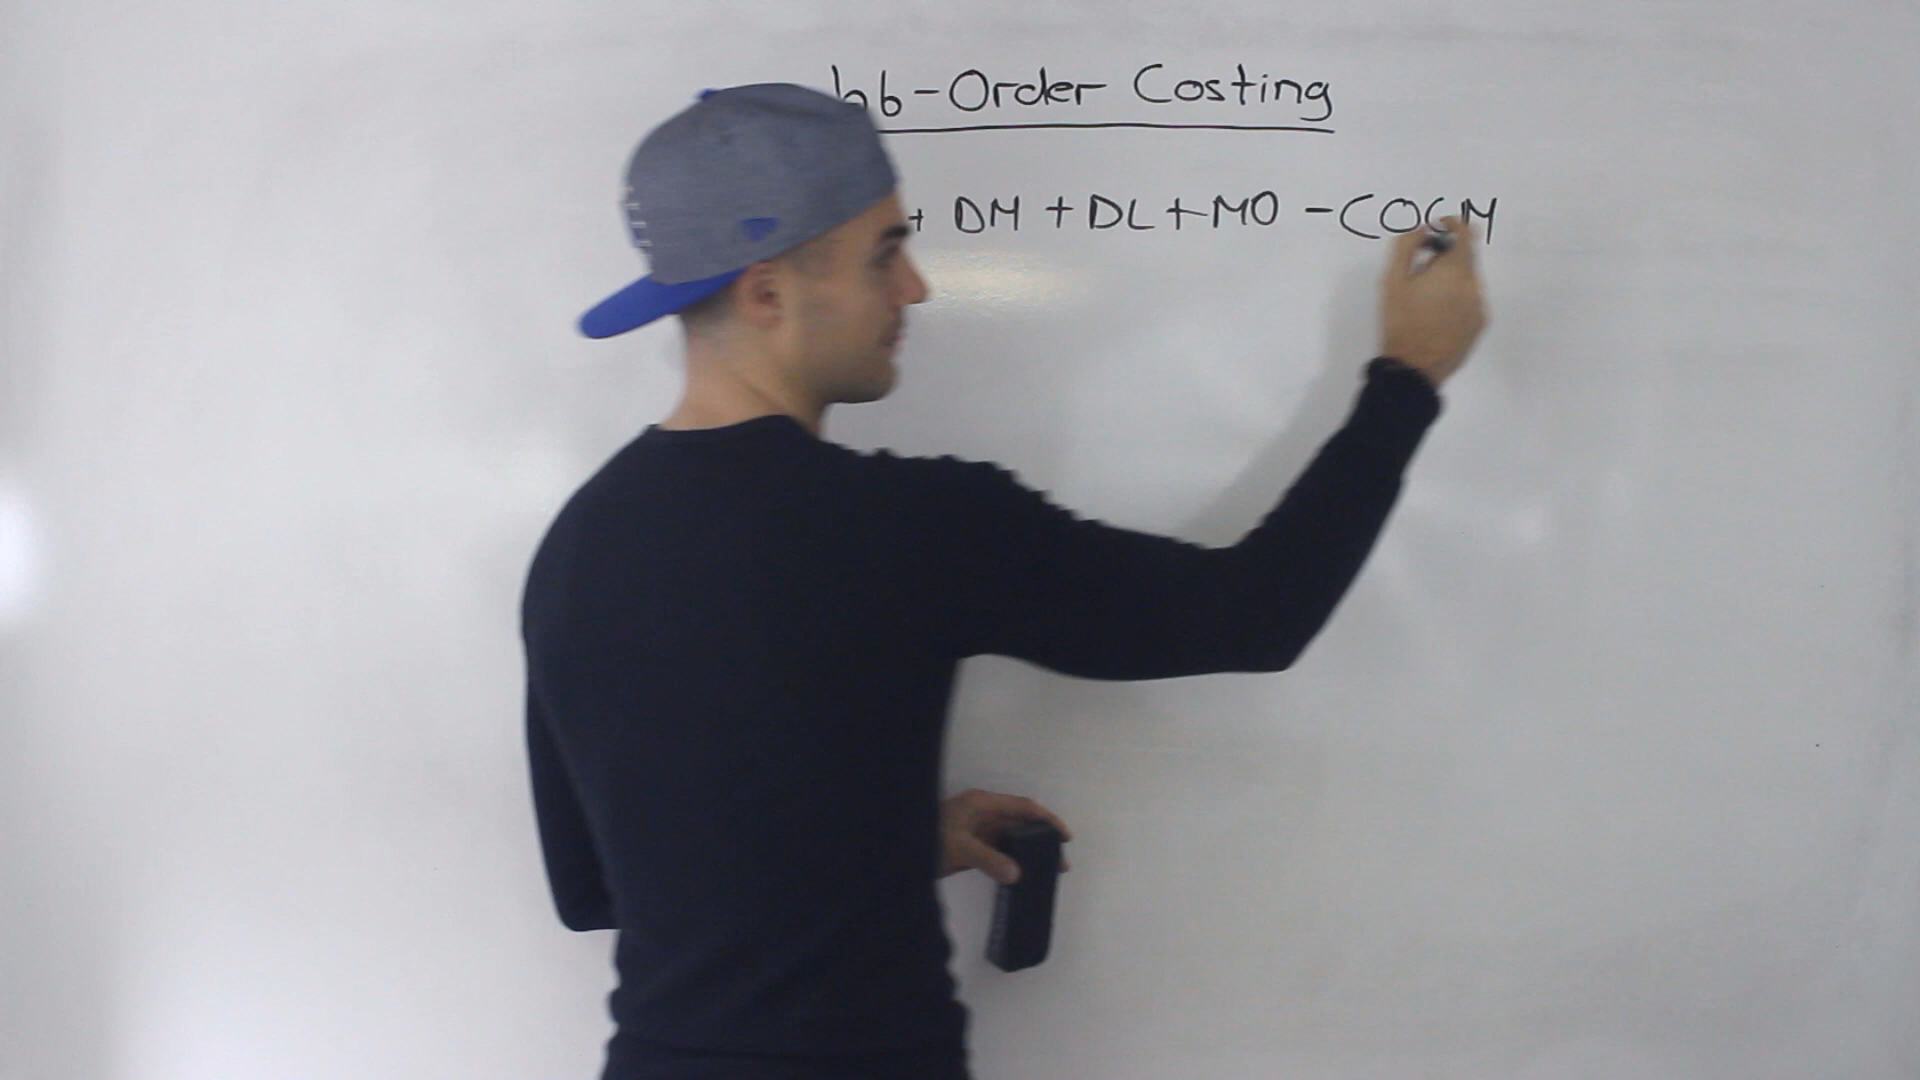 b-Order Costing
+ DM + DL + MO - COGM